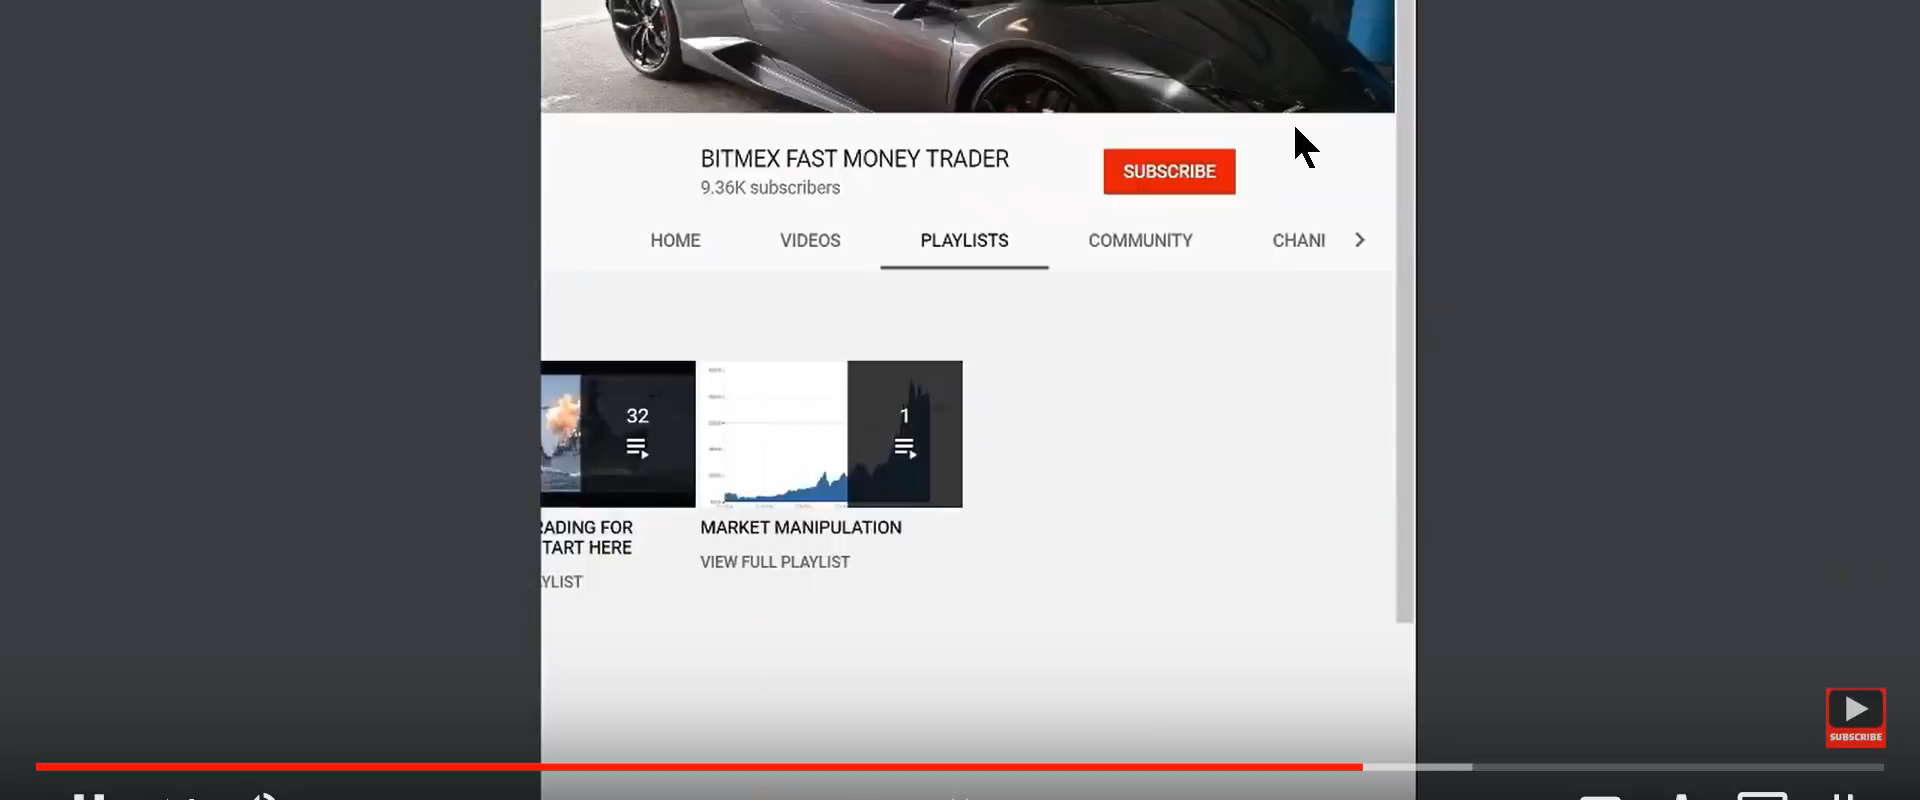 BITMEX FAST MONEY TRADER
9.36K subscribers
SUBSCRIBE
HOME
VIDEOS
PLAYLISTS
COMMUNITY
CHANI
32
1
RADING FOR
TART HERE
YLIST
MARKET MANIPULATION
VIEW FULL PLAYLIST
SUBSCRIBE